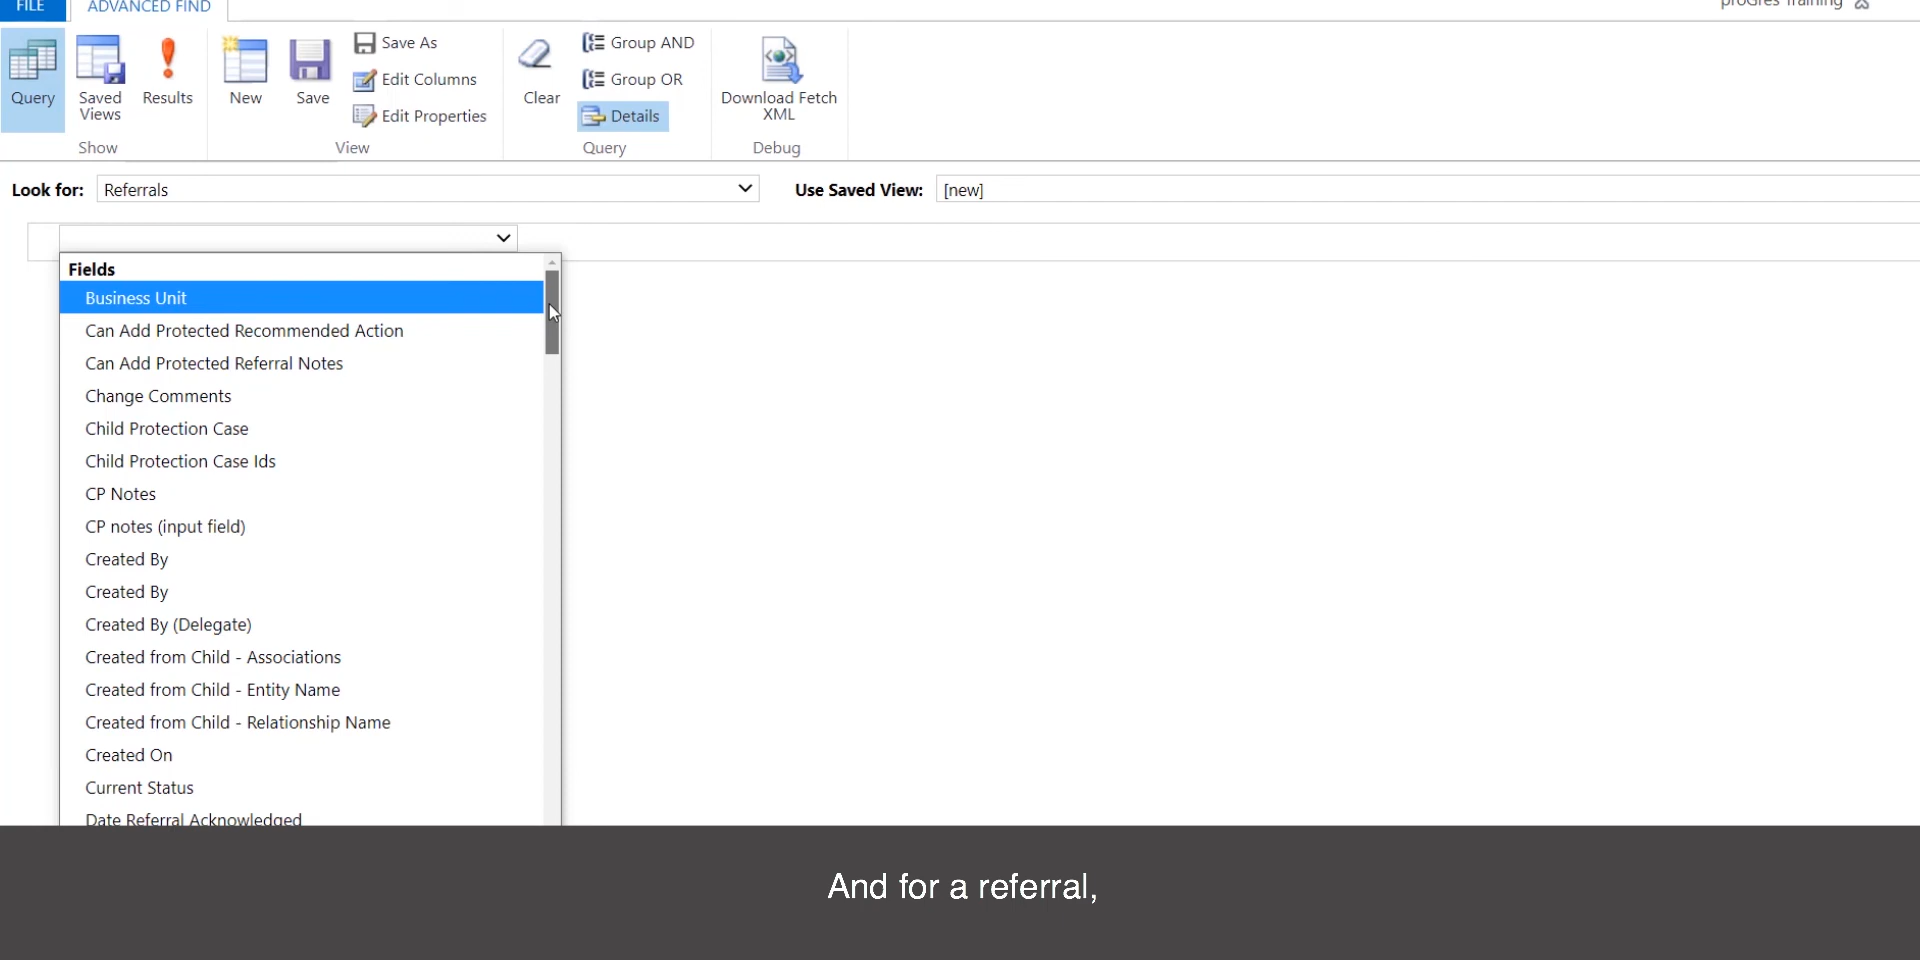 FILE
ADVANCED FIND
proGres Training
Query
Saved Views
Results
New
Save
Save As
Edit Columns
Edit Properties
Clear
Group AND
Group OR
Details
Download Fetch XML
Show
View
Query
Debug
Look for:
Referrals
Use Saved View:
[new]
Fields
Business Unit
Can Add Protected Recommended Action
Can Add Protected Referral Notes
Change Comments
Child Protection Case
Child Protection Case Ids
CP Notes
CP notes (input field)
Created By
Created By
Created By (Delegate)
Created from Child - Associations
Created from Child - Entity Name
Created from Child - Relationship Name
Created On
Current Status
Date Referral Acknowledged
And for a referral,